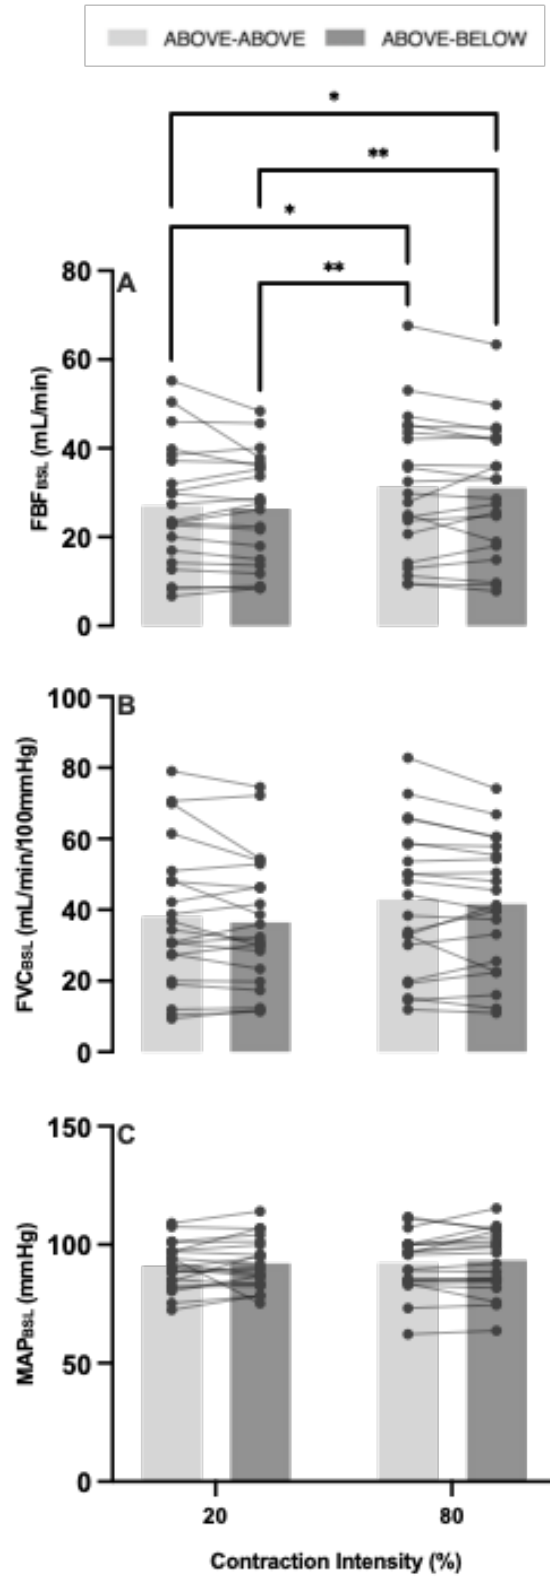 ABOVE-ABOVE ABOVE-BELOW
*
**
*
**
A
80
60
40
20
0
FBFBSL (mL/min)
B
100
80
60
40
20
0
FVCBSL (mL/min/100mmHg)
C
150
100
50
0
MAPBSL (mmHg)
20 80
Contraction Intensity (%)